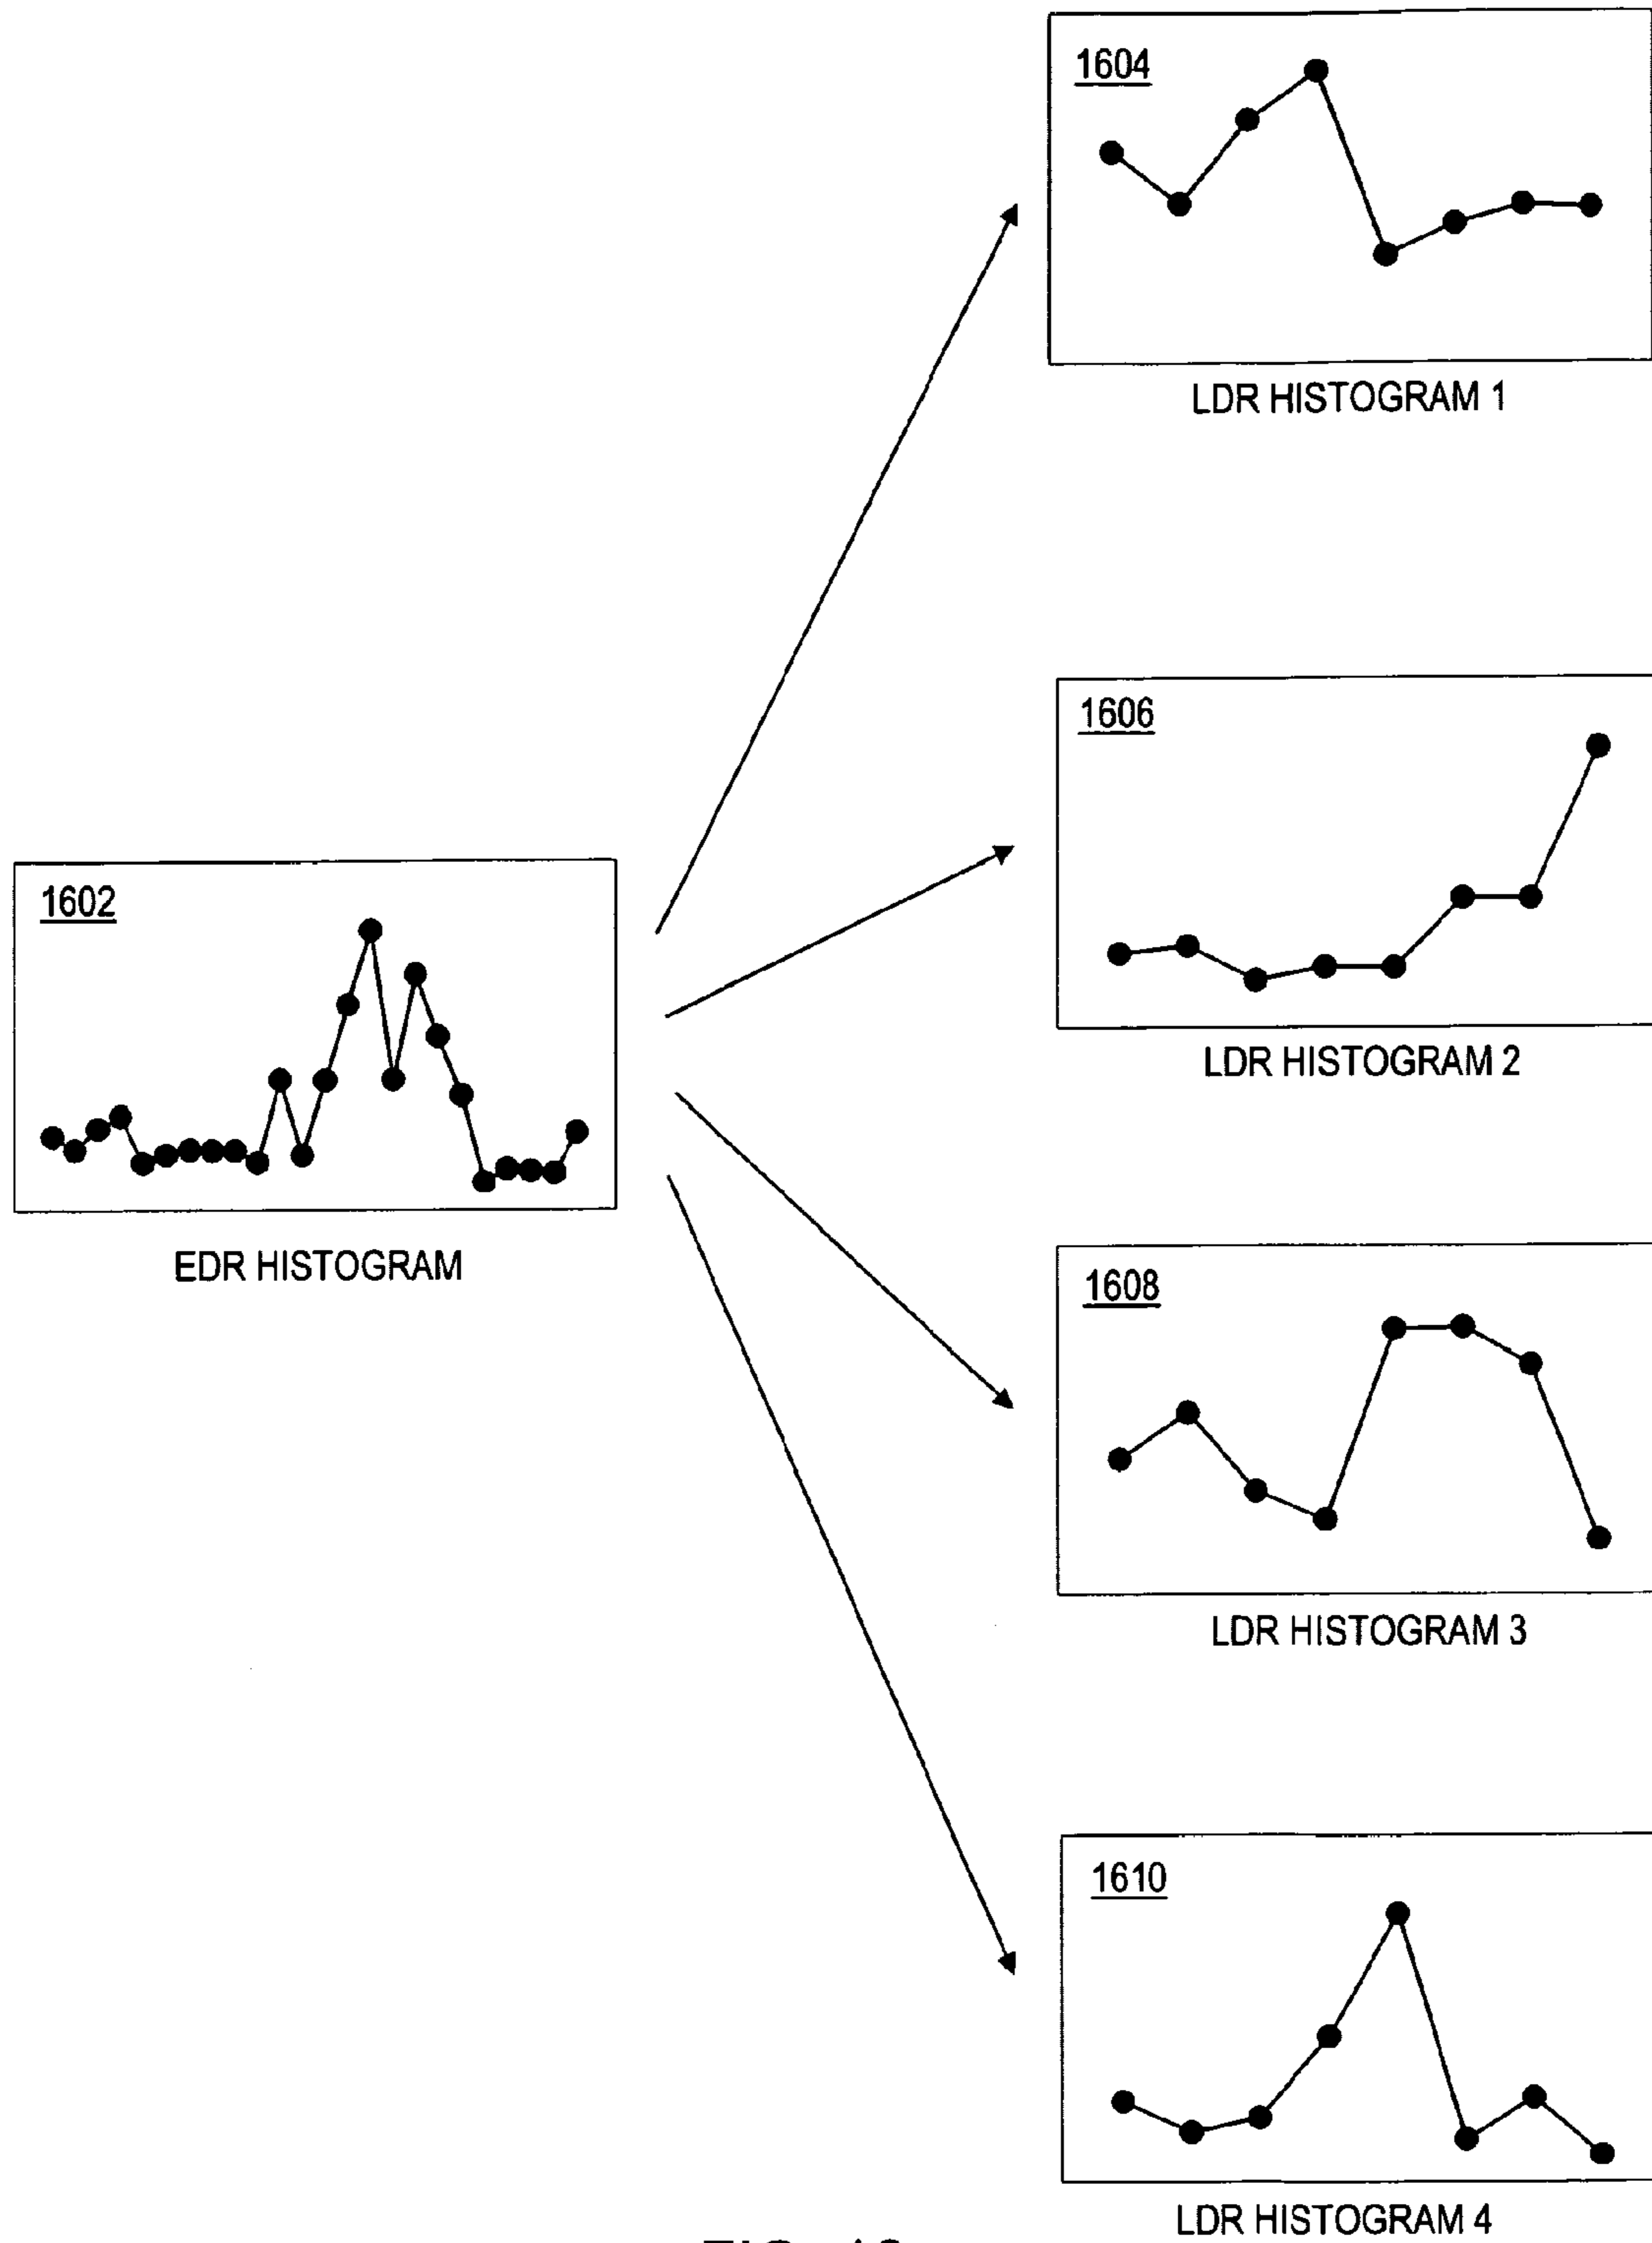 1604
LDR HISTOGRAM 1
1606
LDR HISTOGRAM 2
1602
EDR HISTOGRAM
1608
LDR HISTOGRAM 3
1610
LDR HISTOGRAM 4